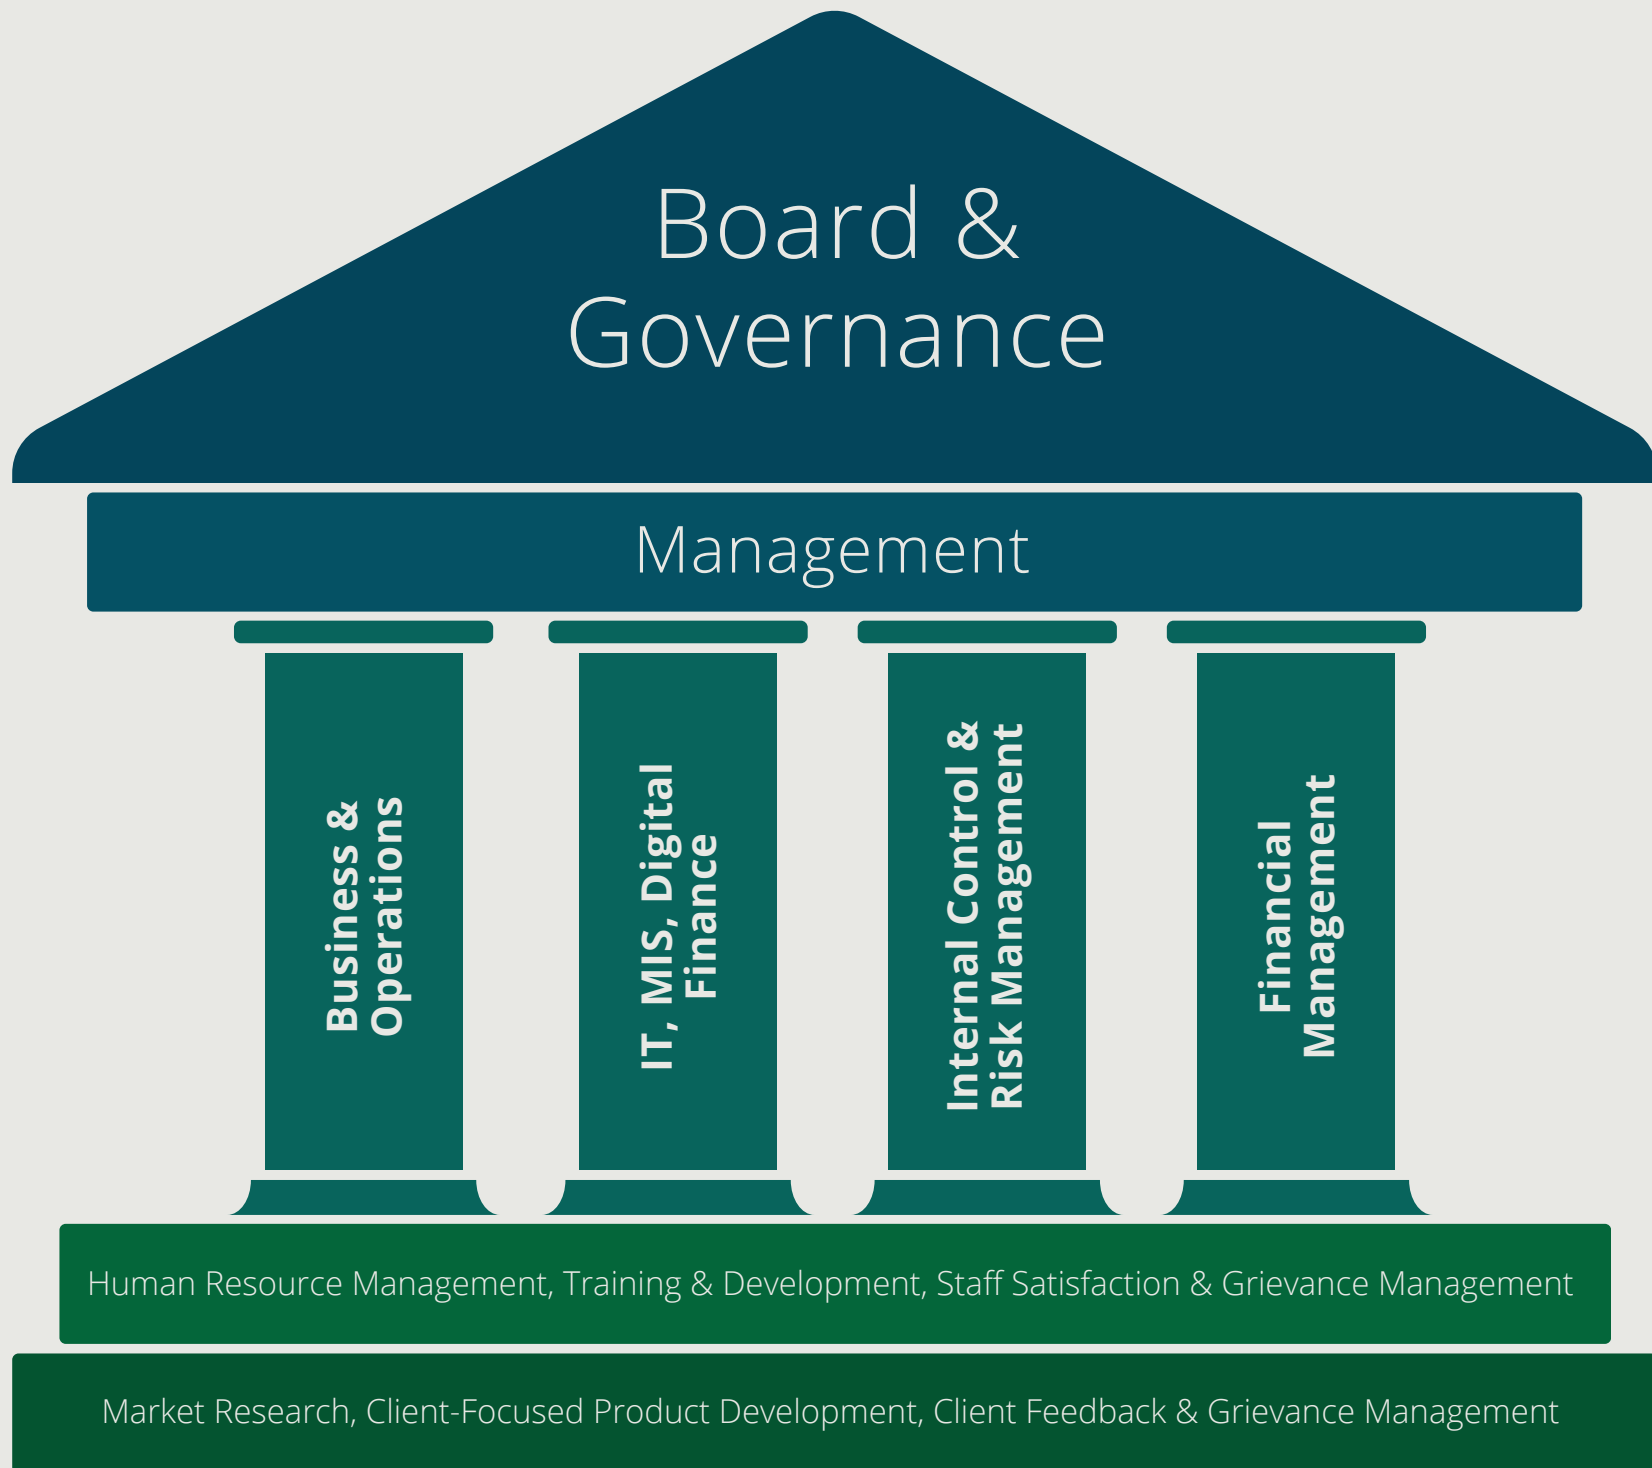 Board &
Governance
Management
Business &
Operations
IT, MIS, Digital
Finance
Internal Control &
Risk Management
Financial
Management
Human Resource Management, Training & Development, Staff Satisfaction & Grievance Management
Market Research, Client-Focused Product Development, Client Feedback & Grievance Management